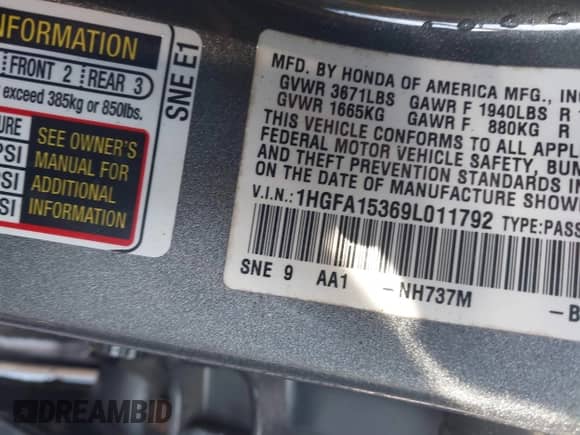 INFORMATION
FRONT 2 REAR 3
exceed 385kg or 850lbs.
SEE OWNER'S
PSI MANUAL FOR
PSI ADDITIONAL
SI INFORMATION
SNE E1
MFD. BY HONDA OF AMERICA MFG., INC
GVWR 3671LBS GAWR F 1940LBS R
GVWR 1665KG GAWR F 880KG R
THIS VEHICLE CONFORMS TO ALL APPL
FEDERAL MOTOR VEHICLE SAFETY, BUM
AND THEFT PREVENTION STANDARDS IN
ON THE DATE OF MANUFACTURE SHOW
V.I.N.: 1HGFA15369L011792 TYPE:PASS
SNE 9 AA1 -NH737M -B
DREAMBID